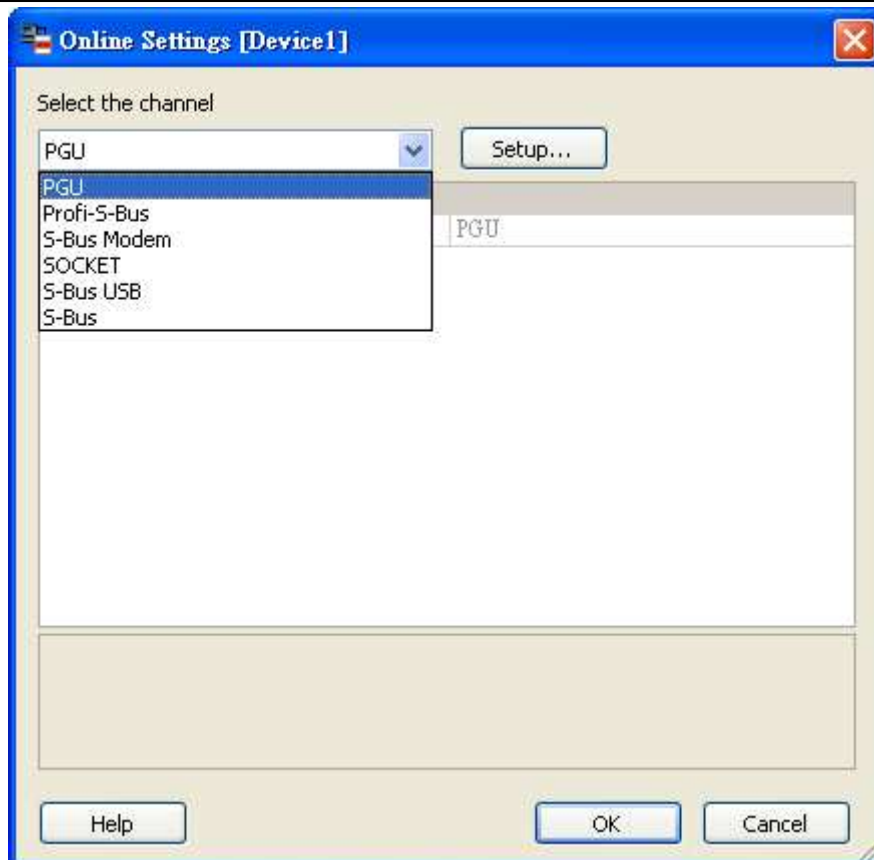 Online Settings [Device1]
Select the channel
PGU
Setup...
PGU
Profi-S-Bus
PGU
S-Bus Modem
SOCKET
S-Bus USB
S-Bus
Help
OK
Cancel